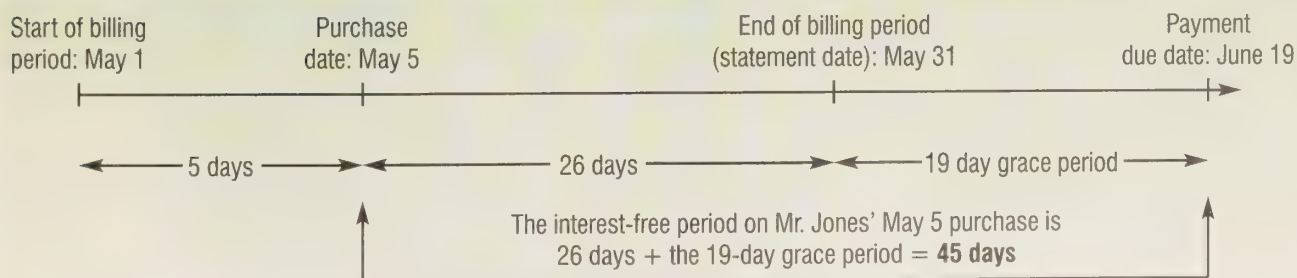 Start of billing
period: May 1
Purchase
date: May 5
End of billing period
(statement date): May 31
Payment
due date: June 19
5 days
26 days
19 day grace period
The interest-free period on Mr. Jones' May 5 purchase is
26 days + the 19-day grace period = 45 days